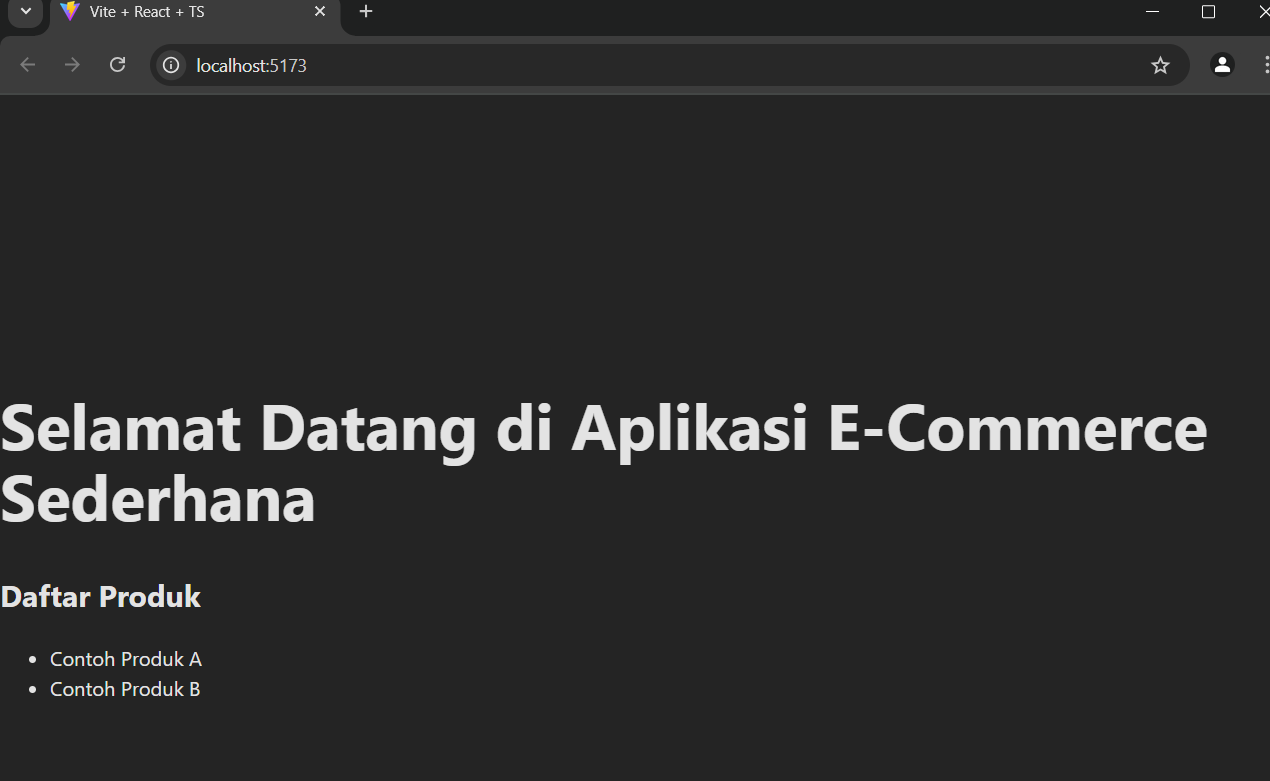 Vite + React + TS
localhost:5173
Selamat Datang di Aplikasi E-Commerce
Sederhana
Daftar Produk
Contoh Produk A
Contoh Produk B